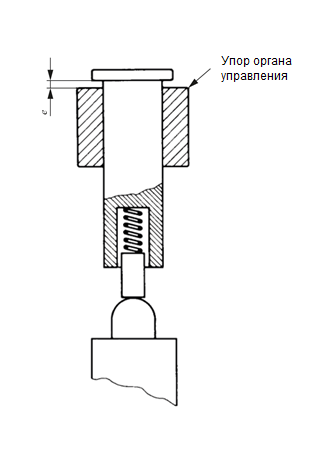 Упор органа
управления
e